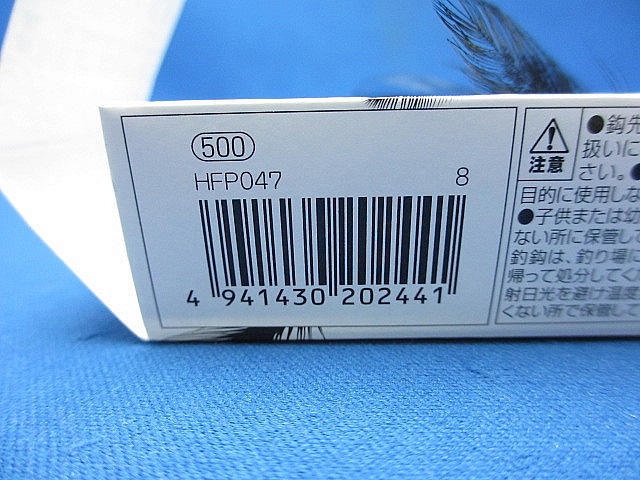 500
HFP047 8
4 941430 202441
注意
●鈎先
扱いに
さい。●
目的に使用しな
●子供または幼
ない所に保管して
釣鈎は、釣り場に
帰って処分してく
射日光を避け温度
くない所で保管して